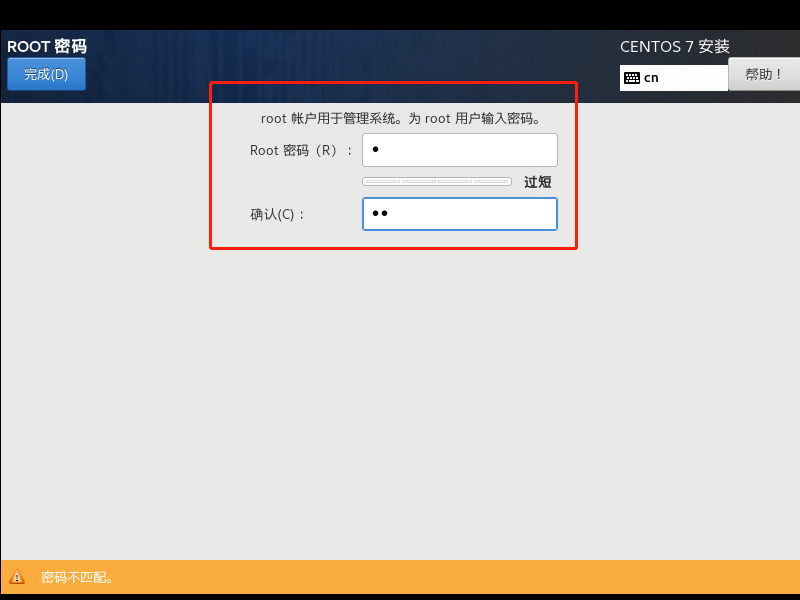 ROOT 密码
CENTOS 7 安装
完成(D)
cn
帮助！
root 帐户用于管理系统。为 root 用户输入密码。
Root 密码（R）：
●
过短
确认(C)：
●●
密码不匹配。